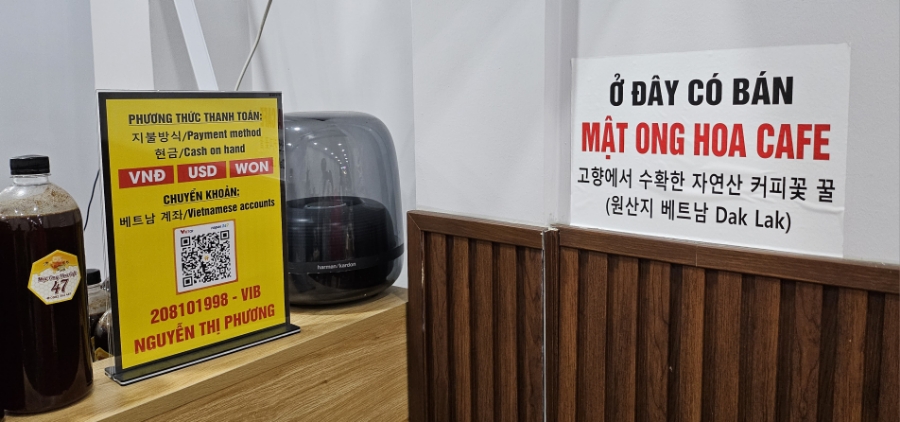 PHƯƠNG THỨC THANH TOÁN:
지불방식/Payment method
현금/Cash on hand
VNĐ USD WON
CHUYỂN KHOẢN:
베트남 계좌/Vietnamese accounts
208101998 - VIB
NGUYỄN THỊ PHƯƠNG
47
harman/kardon
Ở ĐÂY CÓ BÁN
MẬT ONG HOA CAFE
고향에서 수확한 자연산 커피꽃 꿀
(원산지 베트남 Dak Lak)